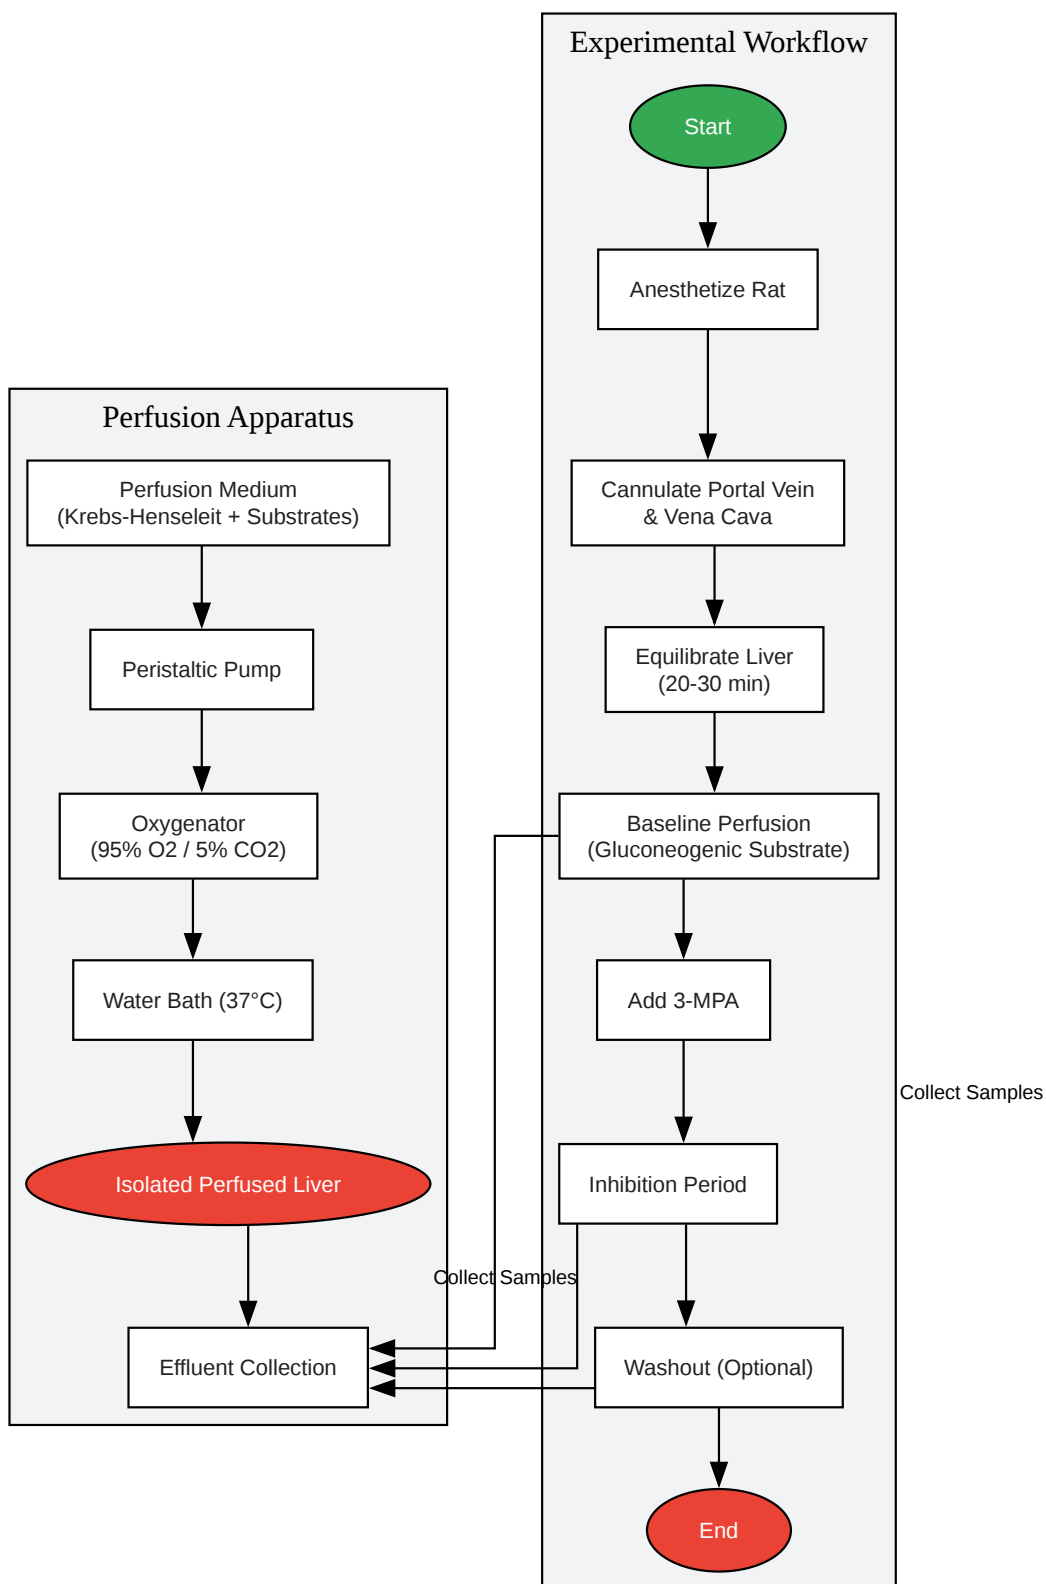 Experimental Workflow
Start
Anesthetize Rat
Cannulate Portal Vein
& Vena Cava
Equilibrate Liver
(20-30 min)
Baseline Perfusion
(Gluconeogenic Substrate)
Add 3-MPA
Inhibition Period
Washout (Optional)
End
Perfusion Apparatus
Perfusion Medium
(Krebs-Henseleit + Substrates)
Peristaltic Pump
Oxygenator
(95% O2 / 5% CO2)
Water Bath (37°C)
Isolated Perfused Liver
Effluent Collection
Collect Samples
Collect Samples